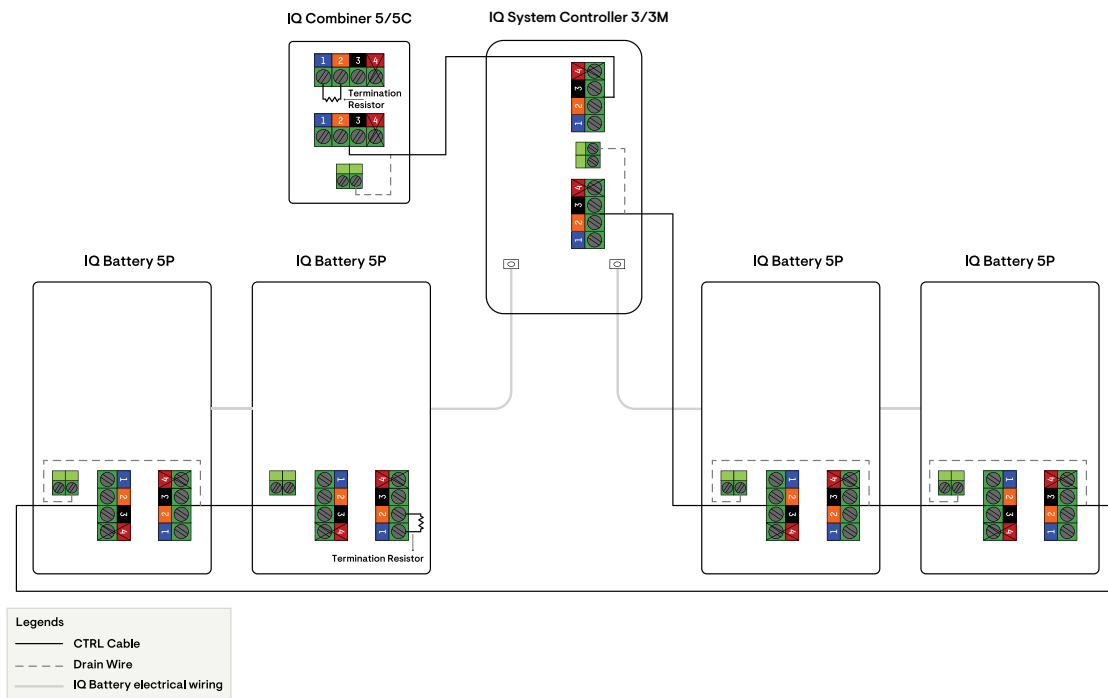 IQ Combiner 5/5C
IQ System Controller 3/3M
1 2 3 4
Termination
Resistor
1 2 3 4
4
3
2
1
4
3
2
1
IQ Battery 5P
IQ Battery 5P
IQ Battery 5P
IQ Battery 5P
1 4
2 3
3 2
4 1
1 4
2 3
3 2
4 1
Termination Resistor
1 4
2 3
3 2
4 1
1 4
2 3
3 2
4 1
Legends
CTRL Cable
Drain Wire
IQ Battery electrical wiring